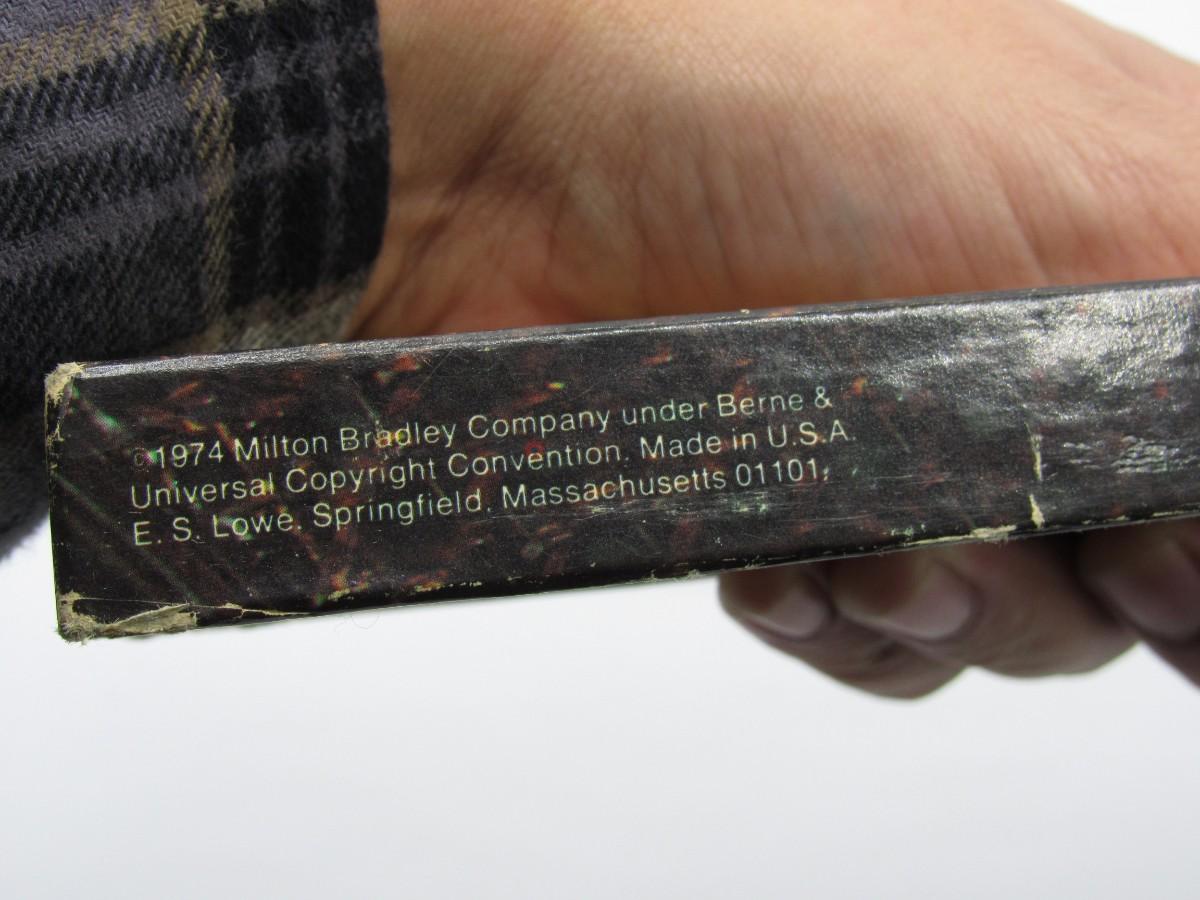 ©1974 Milton Bradley Company under Berne &
Universal Copyright Convention. Made in U.S.A.
E. S. Lowe. Springfield. Massachusetts 01101.